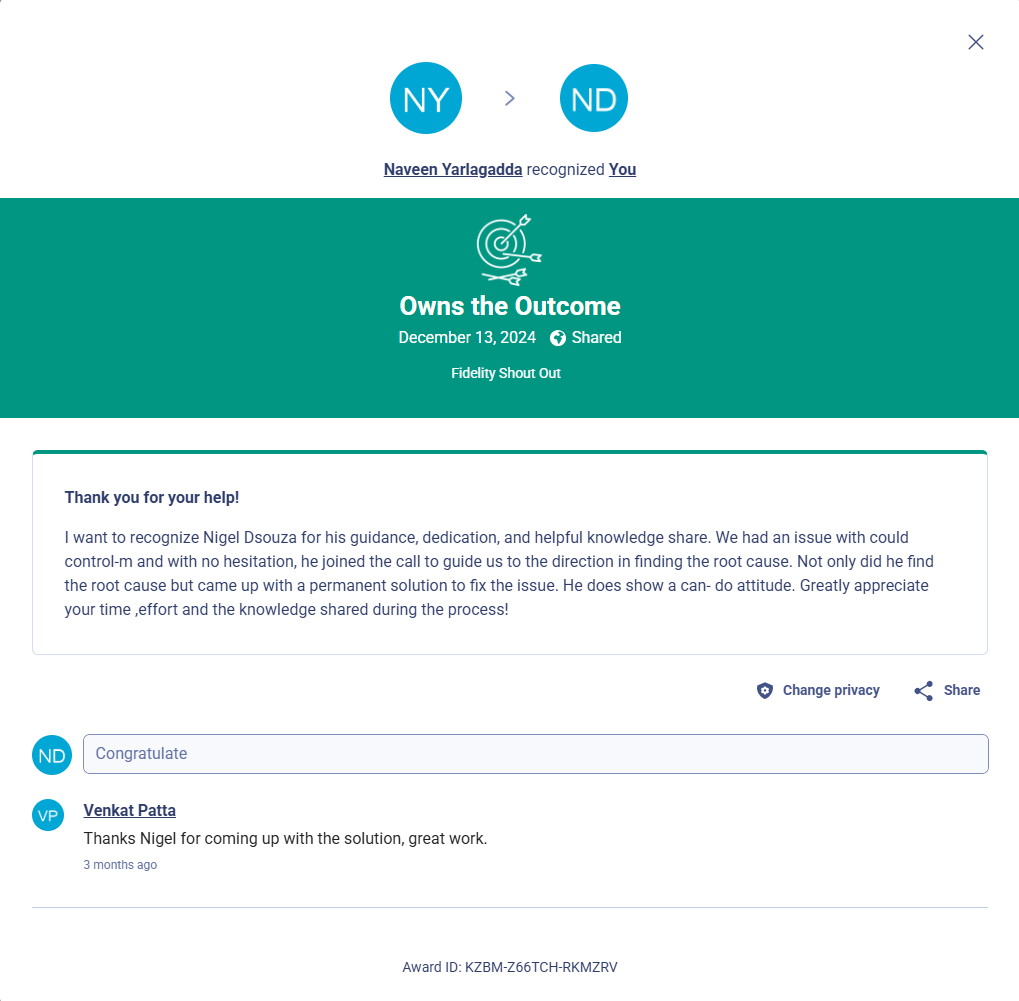 NY
ND
Naveen Yarlagadda recognized You
Owns the Outcome
December 13, 2024 Shared
Fidelity Shout Out
Thank you for your help!
I want to recognize Nigel Dsouza for his guidance, dedication, and helpful knowledge share. We had an issue with could
control-m and with no hesitation, he joined the call to guide us to the direction in finding the root cause. Not only did he find
the root cause but came up with a permanent solution to fix the issue. He does show a can- do attitude. Greatly appreciate
your time ,effort and the knowledge shared during the process!
Change privacy Share
ND Congratulate
VP Venkat Patta
Thanks Nigel for coming up with the solution, great work.
3 months ago
Award ID: KZBM-Z66TCH-RKMZRV